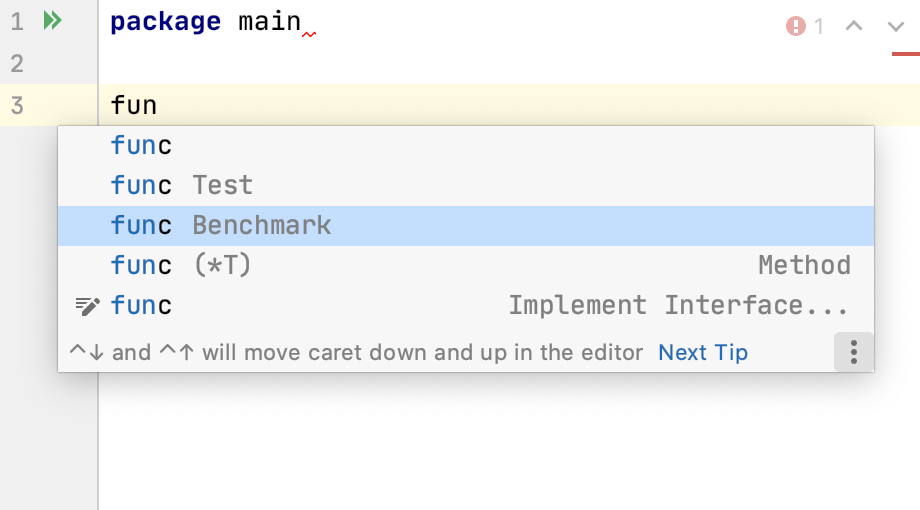 1 package main 1
2
3 fun
func
func Test
func Benchmark
func (*T) Method
func Implement Interface...
^↓ and ^↑ will move caret down and up in the editor Next Tip